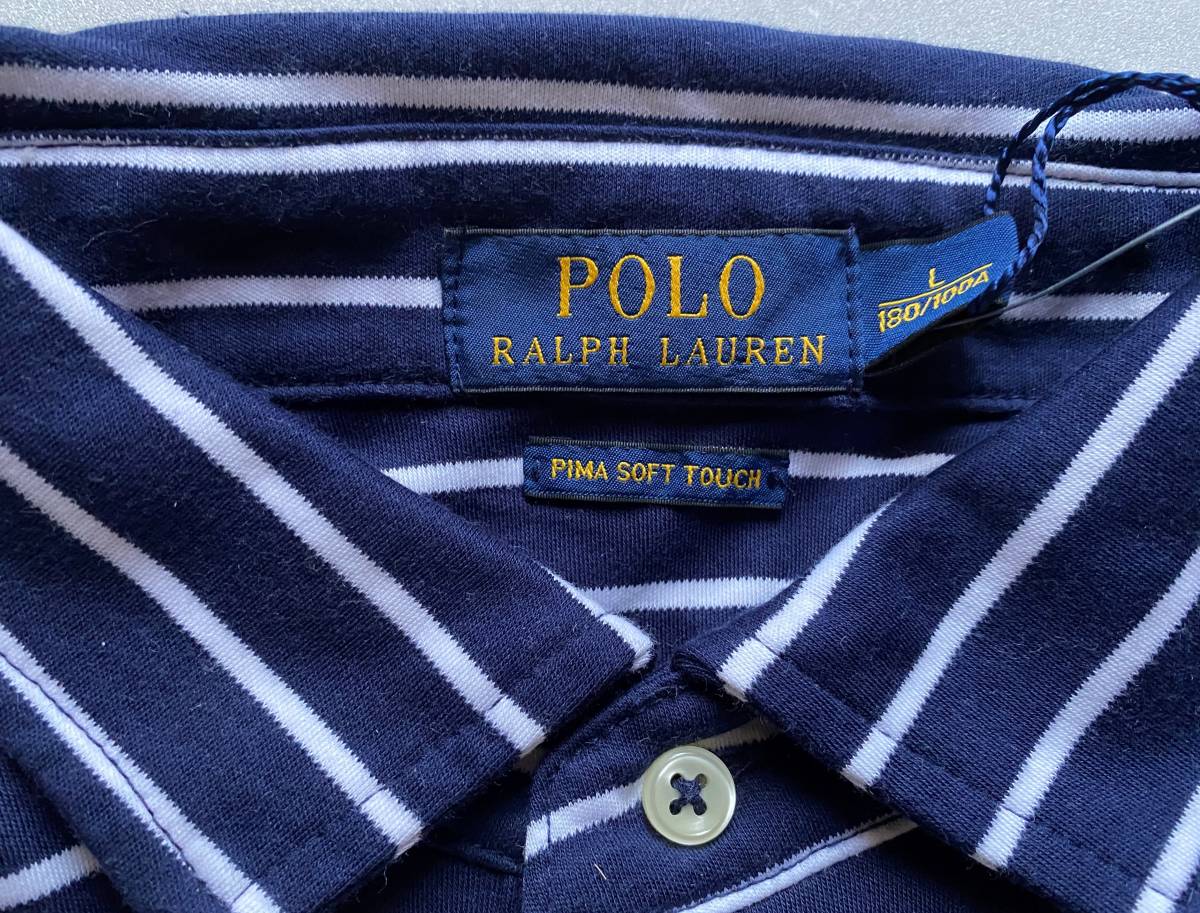 POLO
RALPH LAUREN
L
180/100A
PIMA SOFT TOUCH